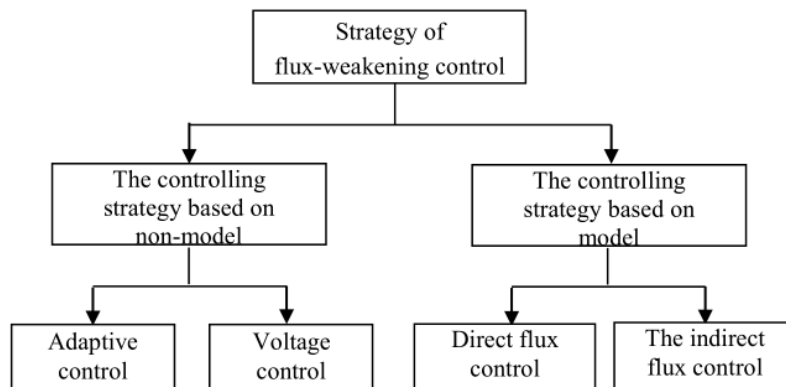 Strategy of
flux-weakening control
The controlling
strategy based on
non-model
The controlling
strategy based on
model
Adaptive
control
Voltage
control
Direct flux
control
The indirect
flux control